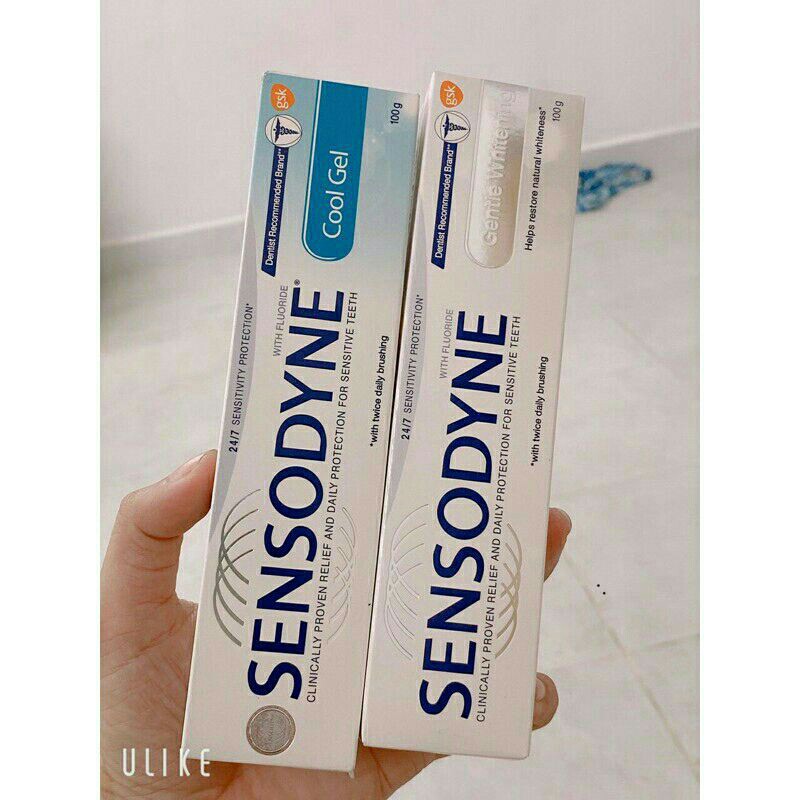 gsk
Dentist Recommended Brand**
Cool Gel
100 g
24/7 SENSITIVITY PROTECTION*
WITH FLUORIDE
SENSODYNE®
CLINICALLY PROVEN RELIEF AND DAILY PROTECTION FOR SENSITIVE TEETH
*with twice daily brushing
gsk
Dentist Recommended Brand**
Gentle Whitening
Helps restore natural whiteness*
100 g
24/7 SENSITIVITY PROTECTION*
WITH FLUORIDE
SENSODYNE
CLINICALLY PROVEN RELIEF AND DAILY PROTECTION FOR SENSITIVE TEETH
*with twice daily brushing
ULIKE